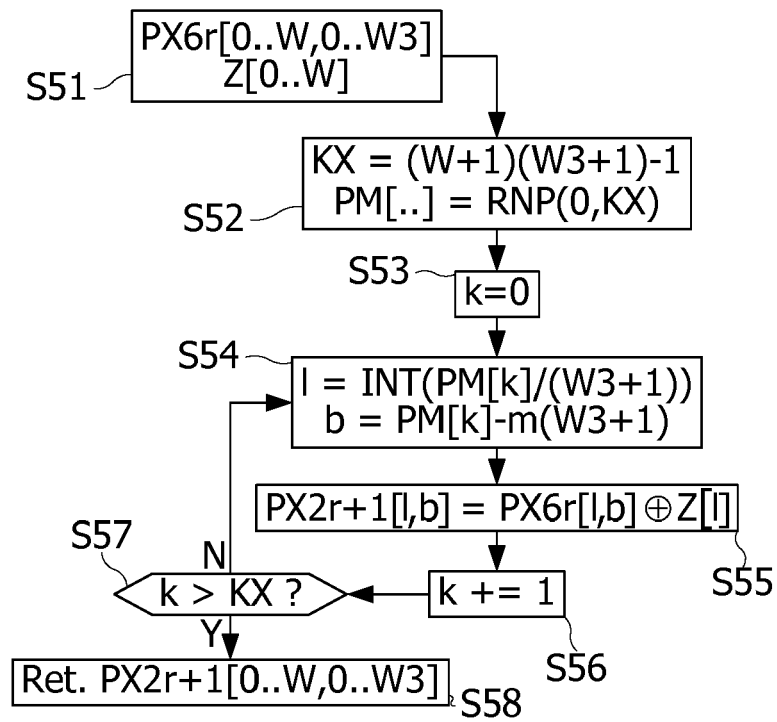 PX6r[0..W,0..W3]
Z[0..W]
S51
KX = (W+1)(W3+1)-1
PM[..] = RNP(0,KX)
S52
S53
k=0
S54
l = INT(PM[k]/(W3+1))
b = PM[k]-m(W3+1)
PX2r+1[l,b] = PX6r[l,b]⊕Z[l]
S55
S57
N
k > KX ?
k += 1
S56
Y
Ret. PX2r+1[0..W,0..W3]
S58